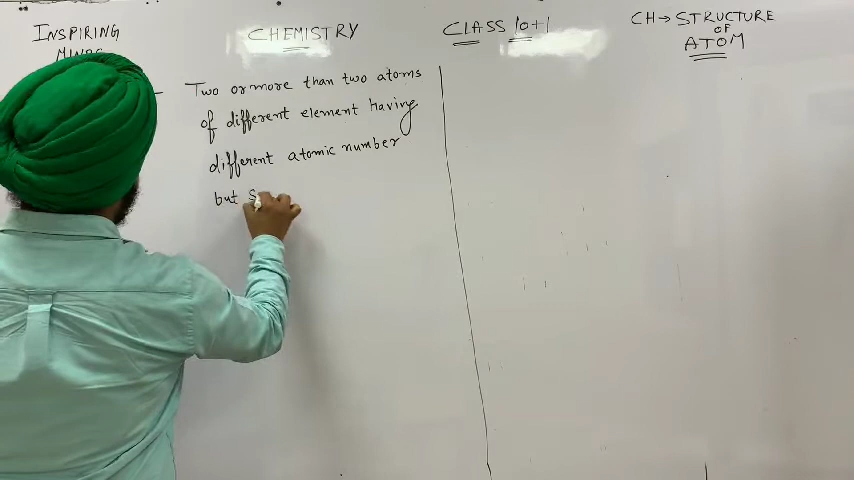 INSPIRING
MINDS
CHEMISTRY
CLASS 10+1
CH → STRUCTURE
OF
ATOM
Two or more than two atoms
of different element having
different atomic number
but S